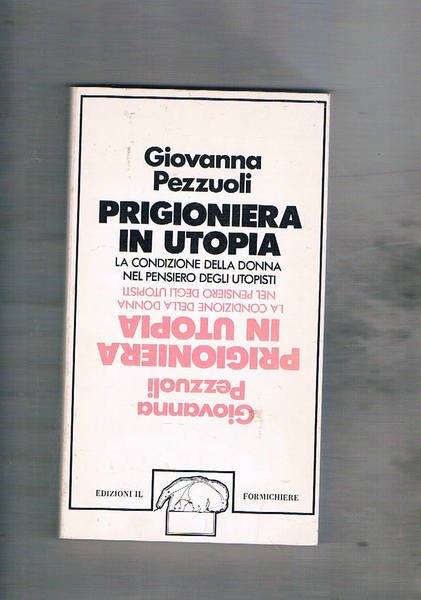 Giovanna
Pezzuoli
PRIGIONIERA
IN UTOPIA
LA CONDIZIONE DELLA DONNA
NEL PENSIERO DEGLI UTOPISTI
NEL PENSIERO DEGLI UTOPISTI
LA CONDIZIONE DELLA DONNA
IN UTOPIA
PRIGIONIERA
Pezzuoli
Giovanna
EDIZIONI IL FORMICHIERE